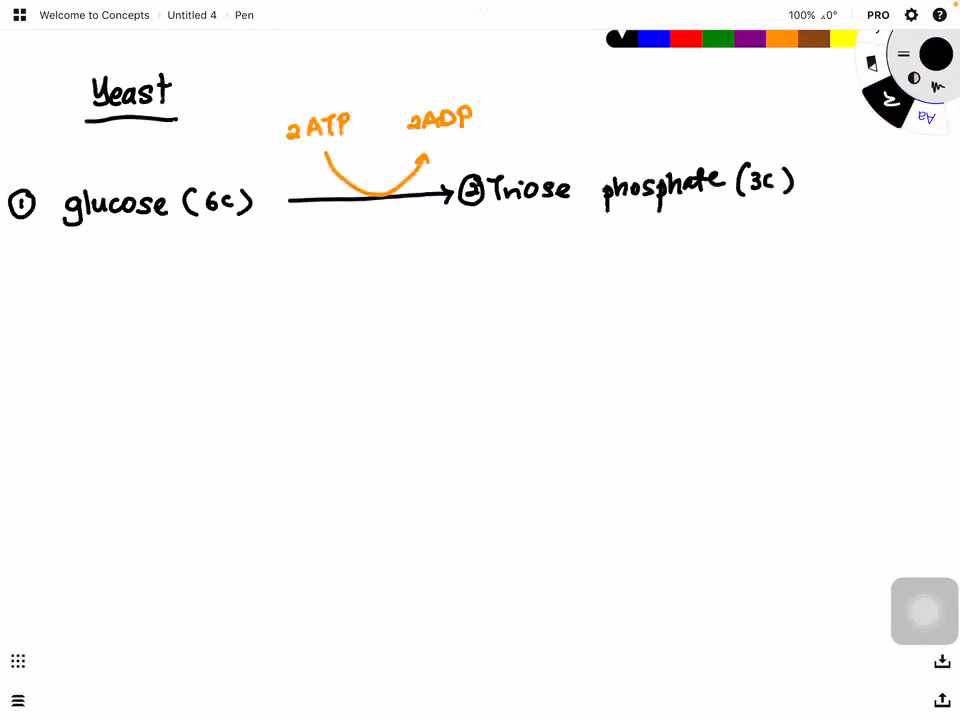 Welcome to Concepts › Untitled 4 › Pen
100% 0°
PRO
Aa
Yeast
2ATP 2ADP
① glucose (6c) ② Triose phosphate (3c)